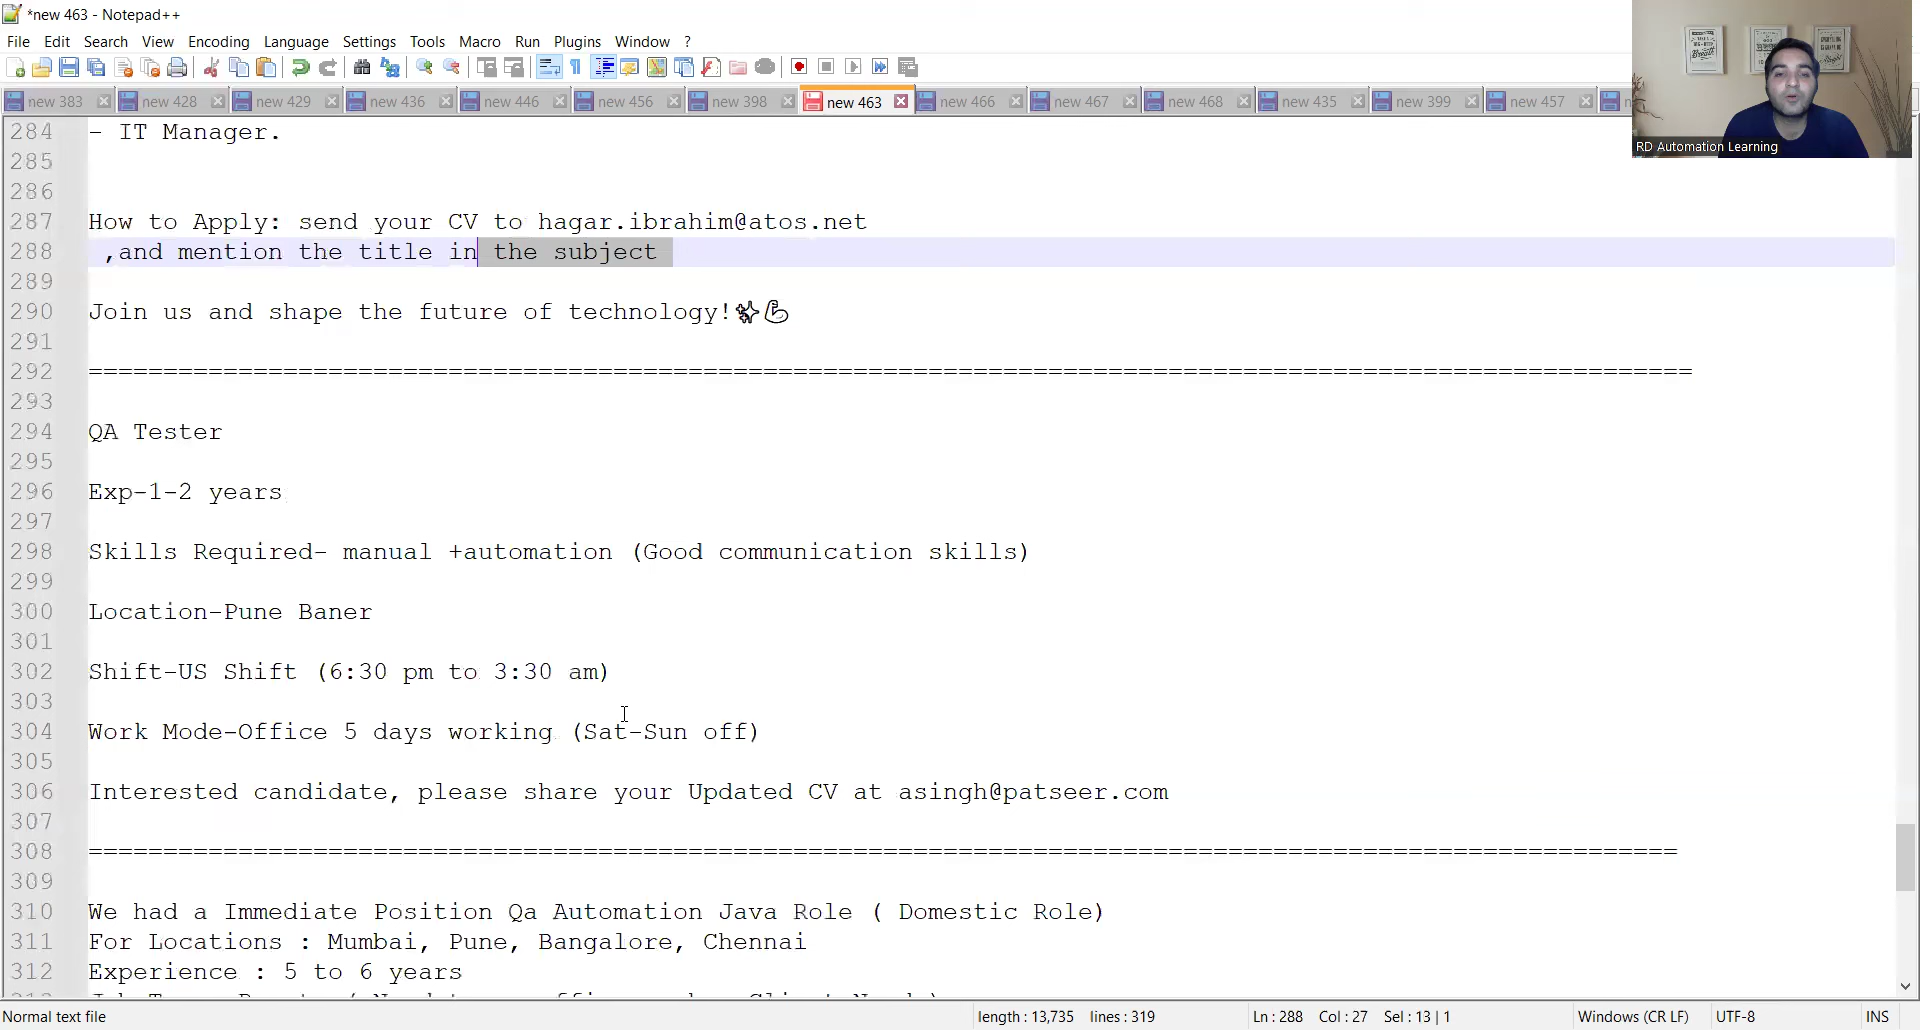 *new 463 - Notepad++
File Edit Search View Encoding Language Settings Tools Macro Run Plugins Window ?
new 383 new 428 new 429 new 436 new 446 new 456 new 398 new 463 new 466 new 467 new 468 new 435 new 399 new 457
RD Automation Learning
284 - IT Manager.
285
286
287 How to Apply: send your CV to hagar.ibrahim@atos.net
288 ,and mention the title in the subject
289
290 Join us and shape the future of technology!✨💪
291
292 ===========================================================================================================
293
294 QA Tester
295
296 Exp-1-2 years
297
298 Skills Required- manual +automation (Good communication skills)
299
300 Location-Pune Baner
301
302 Shift-US Shift (6:30 pm to 3:30 am)
303
304 Work Mode-Office 5 days working (Sat-Sun off)
305
306 Interested candidate, please share your Updated CV at asingh@patseer.com
307
308 ==========================================================================================================
309
310 We had a Immediate Position Qa Automation Java Role ( Domestic Role)
311 For Locations : Mumbai, Pune, Bangalore, Chennai
312 Experience : 5 to 6 years
Normal text file length : 13,735 lines : 319 Ln : 288 Col : 27 Sel : 13 | 1 Windows (CR LF) UTF-8 INS